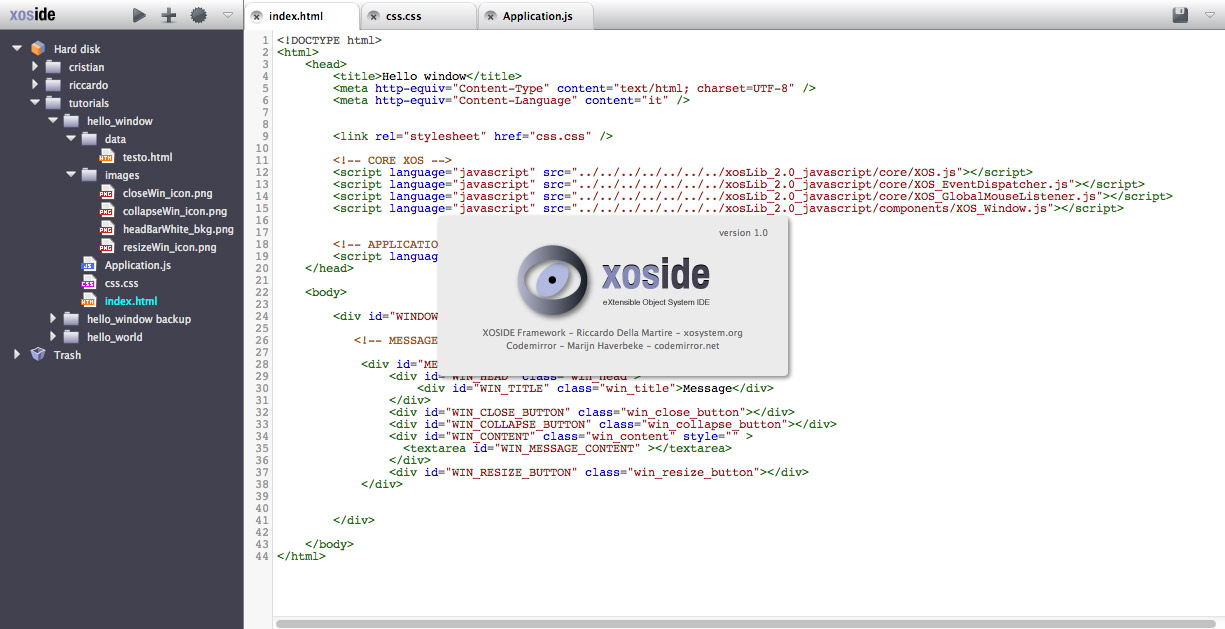 xoside
index.html
css.css
Application.js
Hard disk
cristian
riccardo
tutorials
hello_window
data
testo.html
images
closeWin_icon.png
collapseWin_icon.png
headBarWhite_bkg.png
resizeWin_icon.png
Application.js
css.css
index.html
hello_window backup
hello_world
Trash
1 <!DOCTYPE html>
2 <html>
3 <head>
4 <title>Hello window</title>
5 <meta http-equiv="Content-Type" content="text/html; charset=UTF-8" />
6 <meta http-equiv="Content-Language" content="it" />
7
8
9 <link rel="stylesheet" href="css.css" />
10
11 <!-- CORE XOS -->
12 <script language="javascript" src="../../../../../../xosLib_2.0_javascript/core/XOS.js"></script>
13 <script language="javascript" src="../../../../../../xosLib_2.0_javascript/core/XOS_EventDispatcher.js"></script>
14 <script language="javascript" src="../../../../../../xosLib_2.0_javascript/core/XOS_GlobalMouseListener.js"></script>
15 <script language="javascript" src="../../../../../../xosLib_2.0_javascript/components/XOS_Window.js"></script>
16
17
18 <!-- APPLICATIO
19 <script languag
20 </head>
21
22 <body>
23
24 <div id="WINDOW
25
26 <!-- MESSAGE
27
28 <div id="ME
29 <div id="WIN_HEAD" class="win_head">
30 <div id="WIN_TITLE" class="win_title">Message</div>
31 </div>
32 <div id="WIN_CLOSE_BUTTON" class="win_close_button"></div>
33 <div id="WIN_COLLAPSE_BUTTON" class="win_collapse_button"></div>
34 <div id="WIN_CONTENT" class="win_content" style="" >
35 <textarea id="WIN_MESSAGE_CONTENT" ></textarea>
36 </div>
37 <div id="WIN_RESIZE_BUTTON" class="win_resize_button"></div>
38 </div>
39
40
41 </div>
42
43 </body>
44 </html>
version 1.0
xoside
eXtensible Object System IDE
XOSIDE Framework – Riccardo Della Martire – xosystem.org
Codemirror – Marijn Haverbeke – codemirror.net